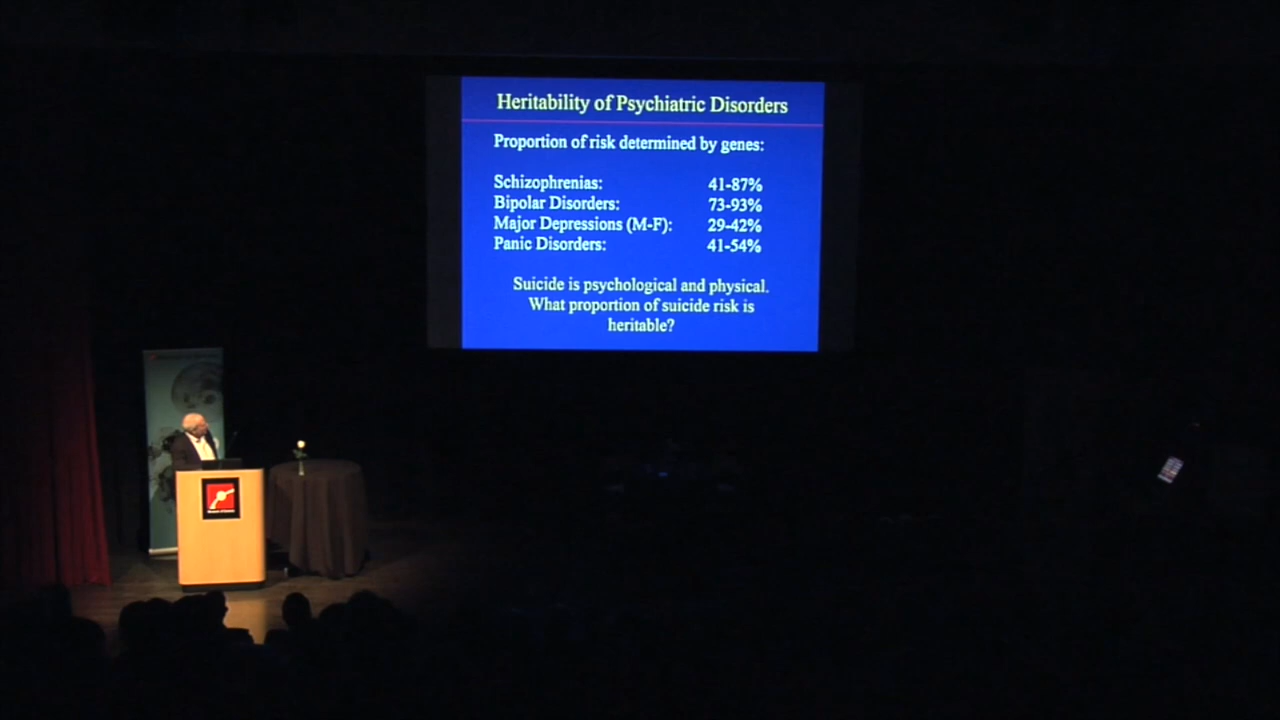 Heritability of Psychiatric Disorders
Proportion of risk determined by genes:
Schizophrenias: 41-87%
Bipolar Disorders: 73-93%
Major Depressions (M-F): 29-42%
Panic Disorders: 41-54%
Suicide is psychological and physical.
What proportion of suicide risk is
heritable?